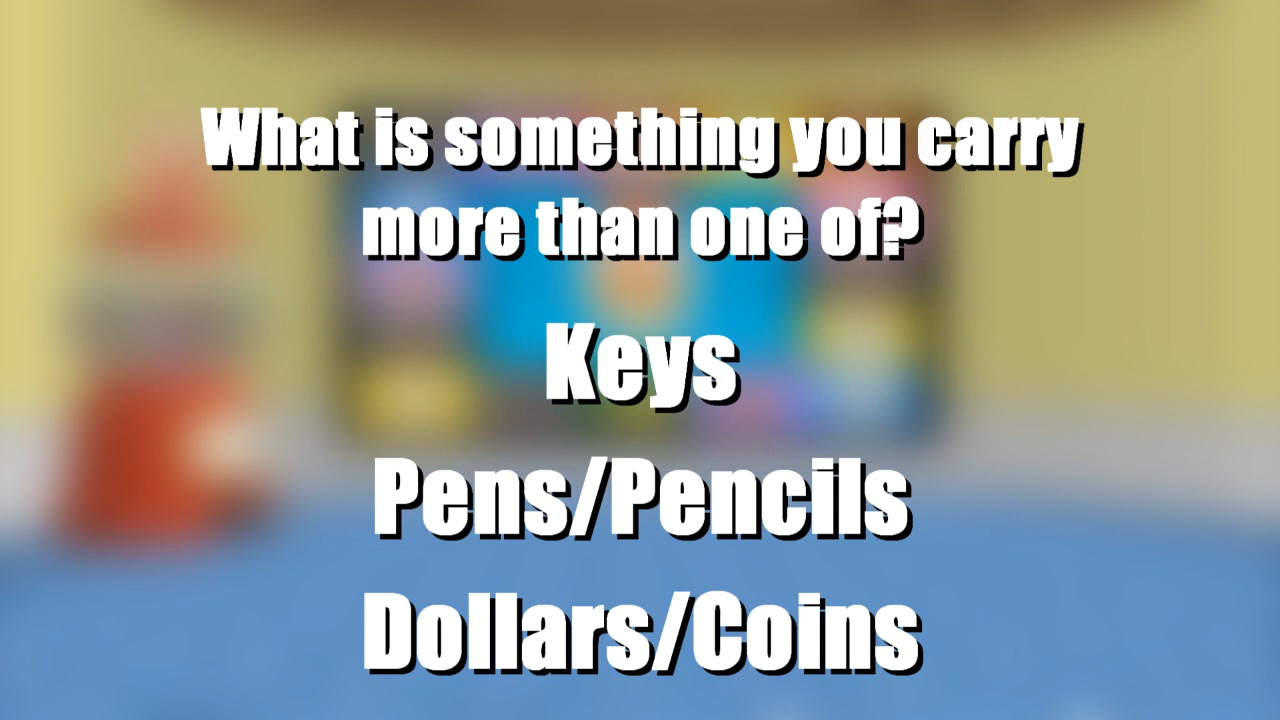 What is something you carry
more than one of?
Keys
Pens/Pencils
Dollars/Coins